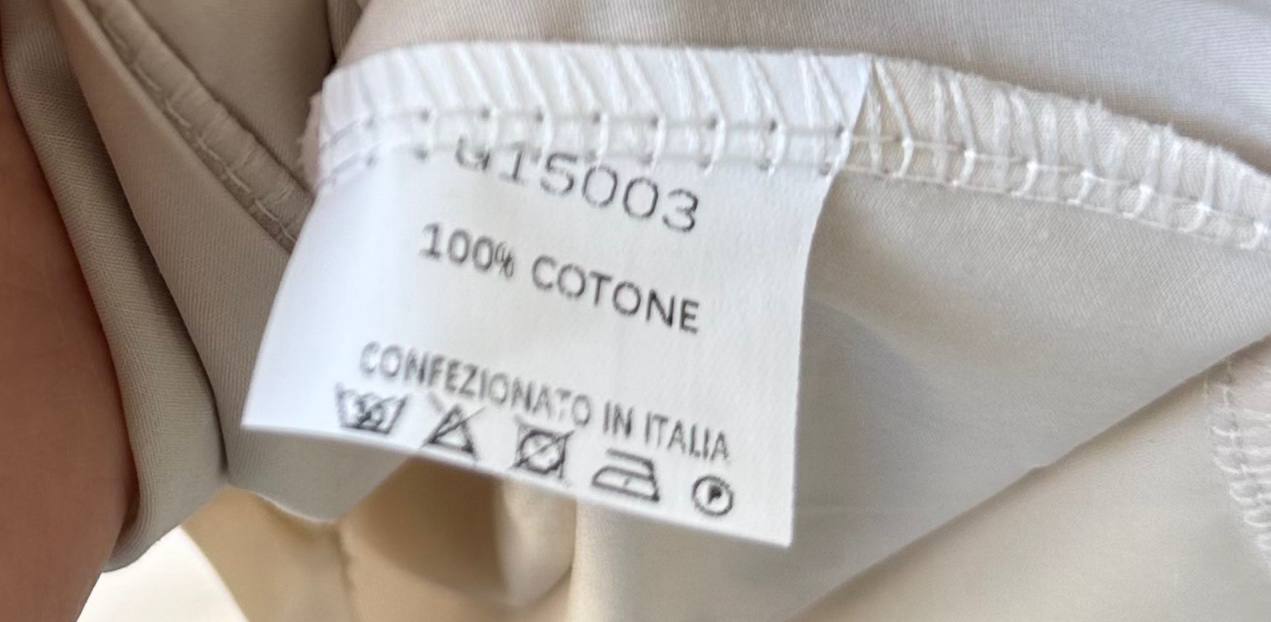 100% COTONE
CONFEZIONATO IN ITALIA
P